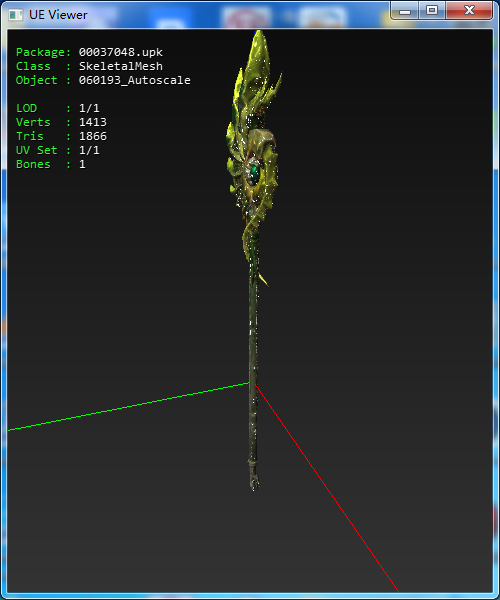 UE Viewer
Package: 00037048.upk
Class : SkeletalMesh
Object : 060193_Autoscale
LOD : 1/1
Verts : 1413
Tris : 1866
UV Set : 1/1
Bones : 1